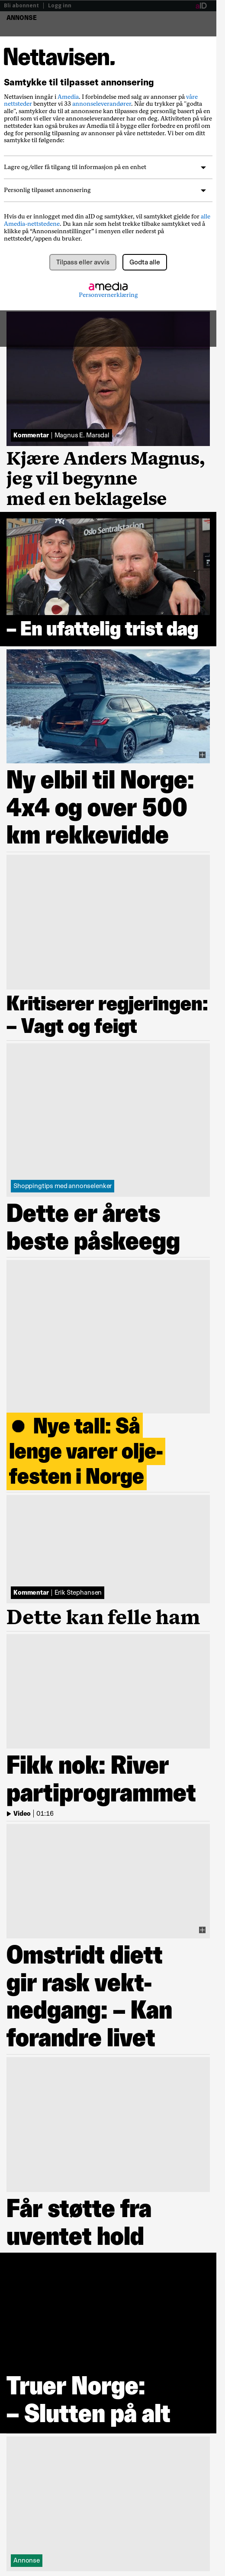 Bli abonnent | Logg inn
aID
ANNONSE
Nettavisen.
Samtykke til tilpasset annonsering
Nettavisen inngår i Amedia. I forbindelse med salg av annonser på våre
nettsteder benytter vi 33 annonseleverandører. Når du trykker på "godta
alle", samtykker du til at annonsene kan tilpasses deg personlig basert på en
profil som vi eller våre annonseleverandører har om deg. Aktiviteten på våre
nettsteder kan også brukes av Amedia til å bygge eller forbedre en profil om
deg for personlig tilpasning av annonser på våre nettsteder. Vi ber om ditt
samtykke til følgende:
Lagre og/eller få tilgang til informasjon på en enhet
Personlig tilpasset annonsering
Hvis du er innlogget med din aID og samtykker, vil samtykket gjelde for alle
Amedia-nettstedene. Du kan når som helst trekke tilbake samtykket ved å
klikke på “Annonseinnstillinger” i menyen eller nederst på
nettstedet/appen du bruker.
Tilpass eller avvis
Godta alle
amedia
Personvernerklæring
Kommentar | Magnus E. Marsdal
Kjære Anders Magnus,
jeg vil begynne
med en beklagelse
Oslo Sentralstasjon
– En ufattelig trist dag
Ny elbil til Norge:
4x4 og over 500
km rekkevidde
Kritiserer regjeringen:
– Vagt og feigt
Shoppingtips med annonselenker
Dette er årets
beste påskeegg
Nye tall: Så
lenge varer olje-
festen i Norge
Kommentar | Erik Stephansen
Dette kan felle ham
Fikk nok: River
partiprogrammet
Video | 01:16
Omstridt diett
gir rask vekt-
nedgang: – Kan
forandre livet
Får støtte fra
uventet hold
Truer Norge:
– Slutten på alt
Annonse